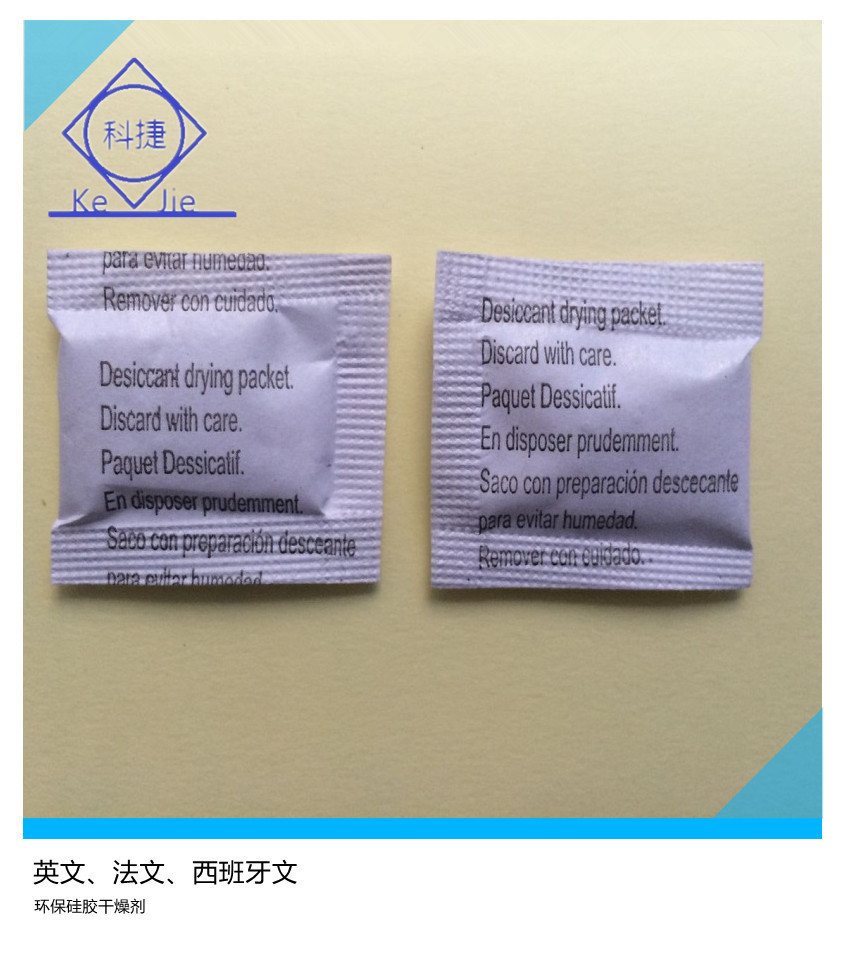 科捷
Ke Jie
para evitar humedad.
Remover con cuidado.
Desiccant drying packet.
Discard with care.
Paquet Dessicatif.
En disposer prudemment.
Saco con preparación desceante
para evitar humedad.
Desiccant drying packet.
Discard with care.
Paquet Dessicatif.
En disposer prudemment.
Saco con preparación descecante
para evitar humedad.
Remover con cuidado.
英文、法文、西班牙文
环保硅胶干燥剂